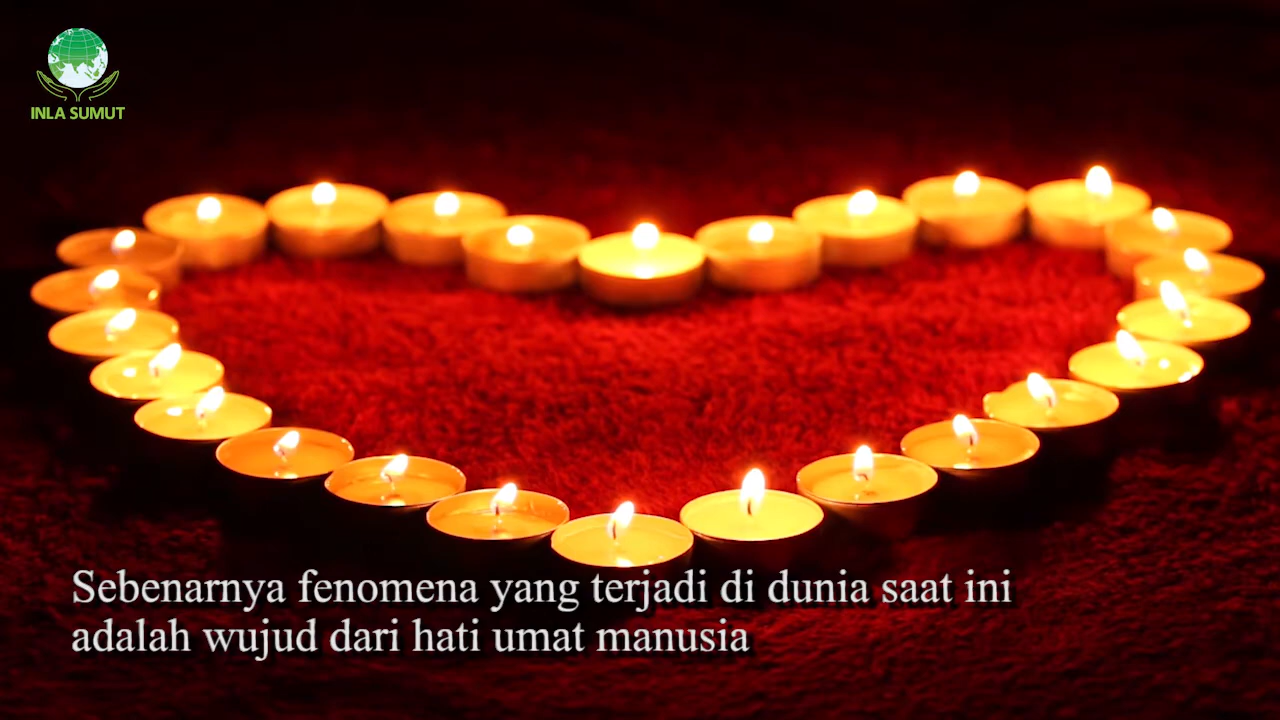 INLA SUMUT
Sebenarnya fenomena yang terjadi di dunia saat ini
adalah wujud dari hati umat manusia